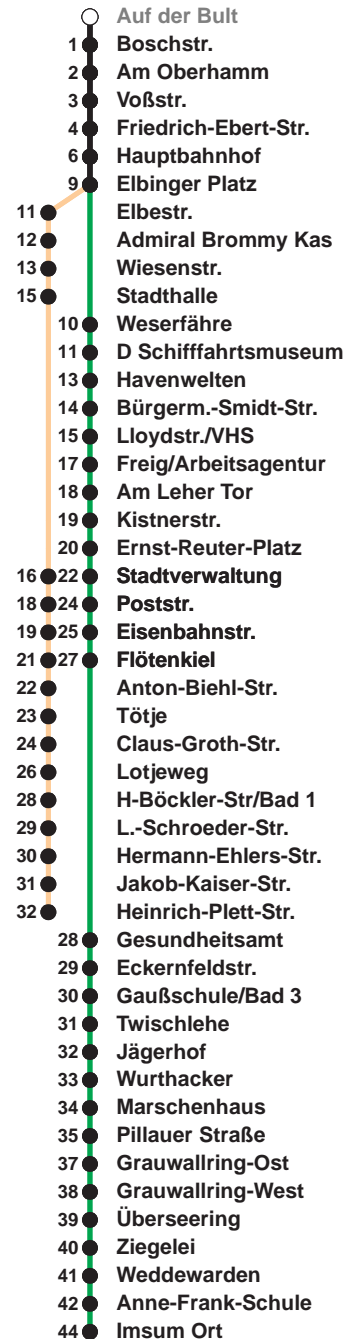 Auf der Bult
1 Boschstr.
2 Am Oberhamm
3 Voßstr.
4 Friedrich-Ebert-Str.
6 Hauptbahnhof
9 Elbinger Platz
11 Elbestr.
12 Admiral Brommy Kas
13 Wiesenstr.
15 Stadthalle
10 Weserfähre
11 D Schifffahrtsmuseum
13 Havenwelten
14 Bürgerm.-Smidt-Str.
15 Lloydstr./VHS
17 Freig/Arbeitsagentur
18 Am Leher Tor
19 Kistnerstr.
20 Ernst-Reuter-Platz
16 22 Stadtverwaltung
18 24 Poststr.
19 25 Eisenbahnstr.
21 27 Flötenkiel
22 Anton-Biehl-Str.
23 Tötje
24 Claus-Groth-Str.
26 Lotjeweg
28 H-Böckler-Str/Bad 1
29 L.-Schroeder-Str.
30 Hermann-Ehlers-Str.
31 Jakob-Kaiser-Str.
32 Heinrich-Plett-Str.
28 Gesundheitsamt
29 Eckernfeldstr.
30 Gaußschule/Bad 3
31 Twischlehe
32 Jägerhof
33 Wurthacker
34 Marschenhaus
35 Pillauer Straße
37 Grauwallring-Ost
38 Grauwallring-West
39 Überseering
40 Ziegelei
41 Weddewarden
42 Anne-Frank-Schule
44 Imsum Ort